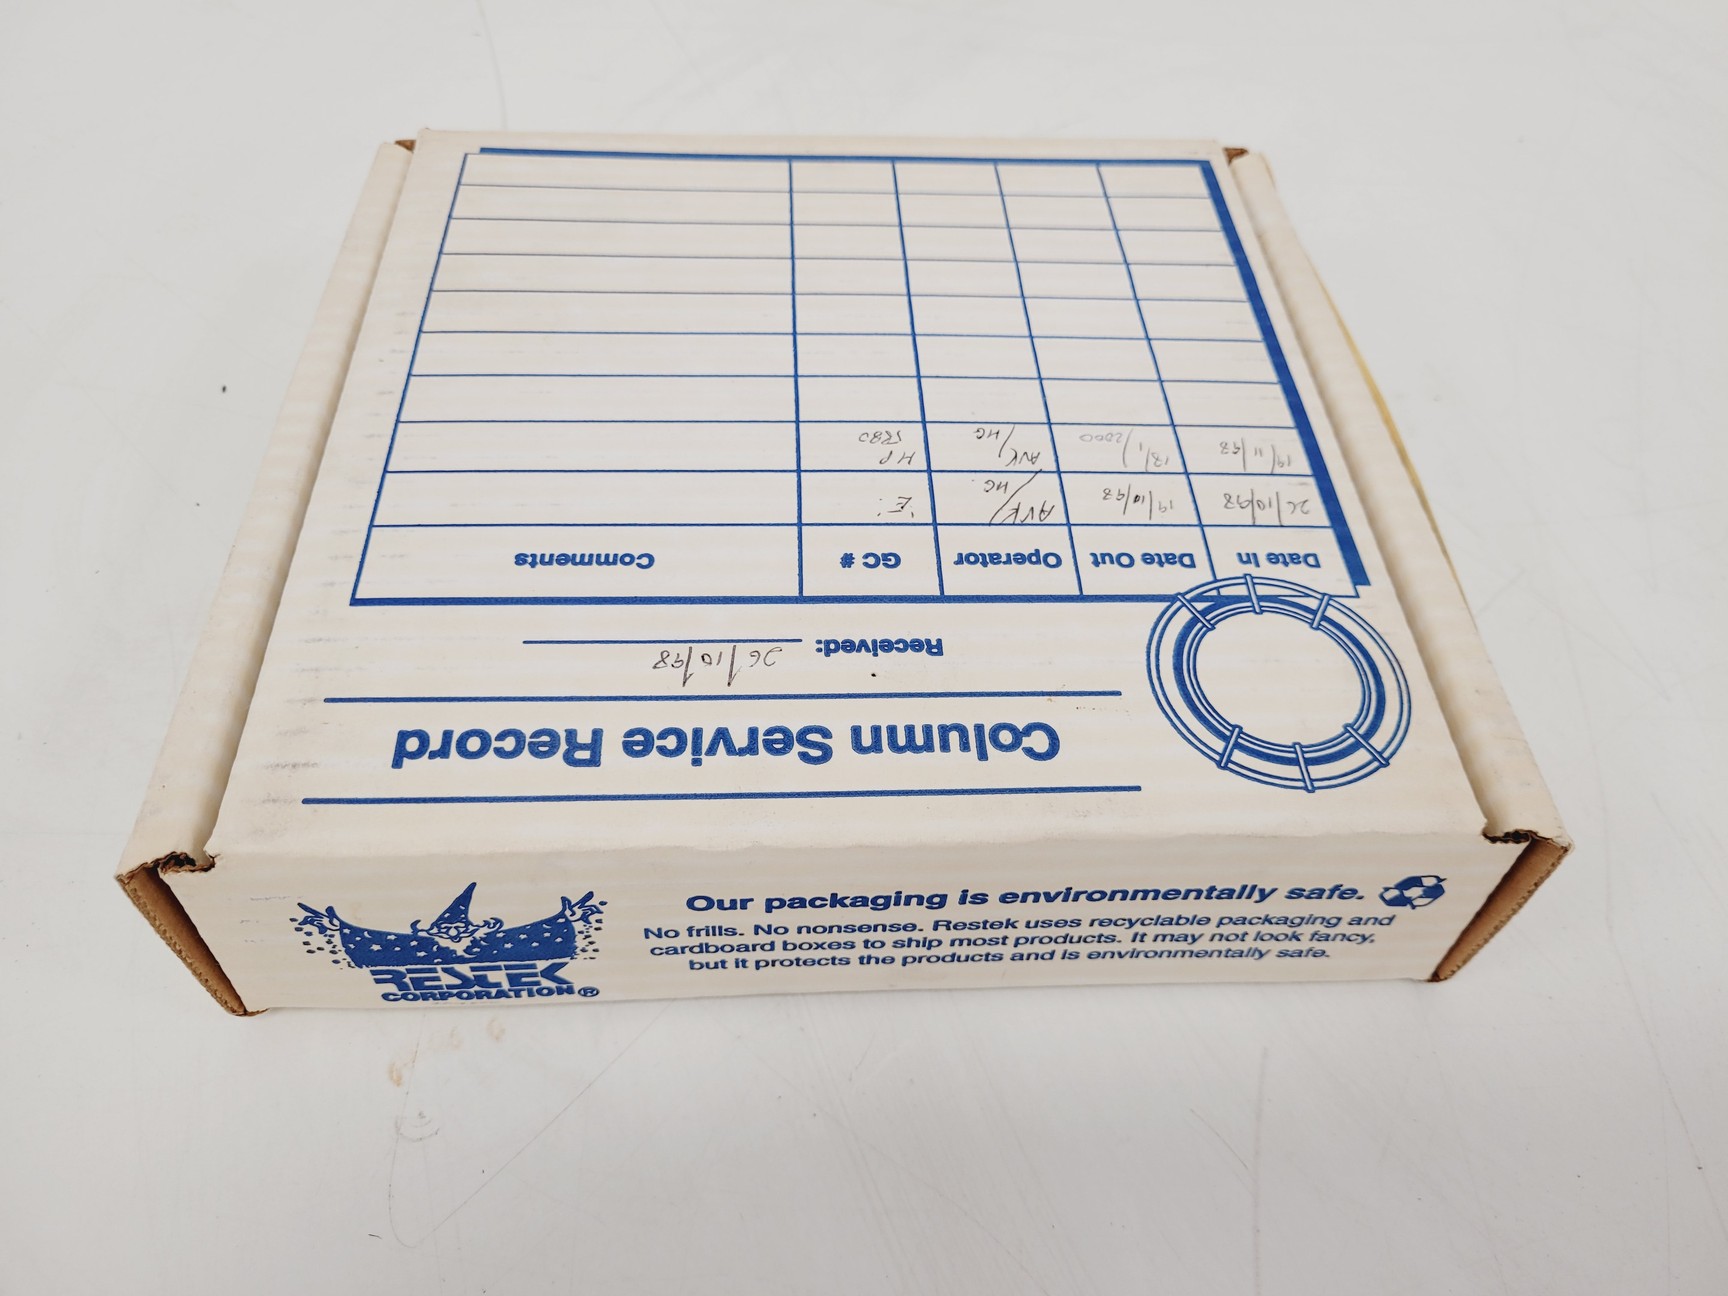 Column Service Record
Received: 26/10/98
Date In Date Out Operator GC # Comments
26/10/98 19/10/98 AVK/HG 'E'
19/11/98 13/1/2000 AVK/HG HP 5880
Our packaging is environmentally safe.
No frills. No nonsense. Restek uses recyclable packaging and
cardboard boxes to ship most products. It may not look fancy,
but it protects the products and is environmentally safe.
RESTEK
CORPORATION®